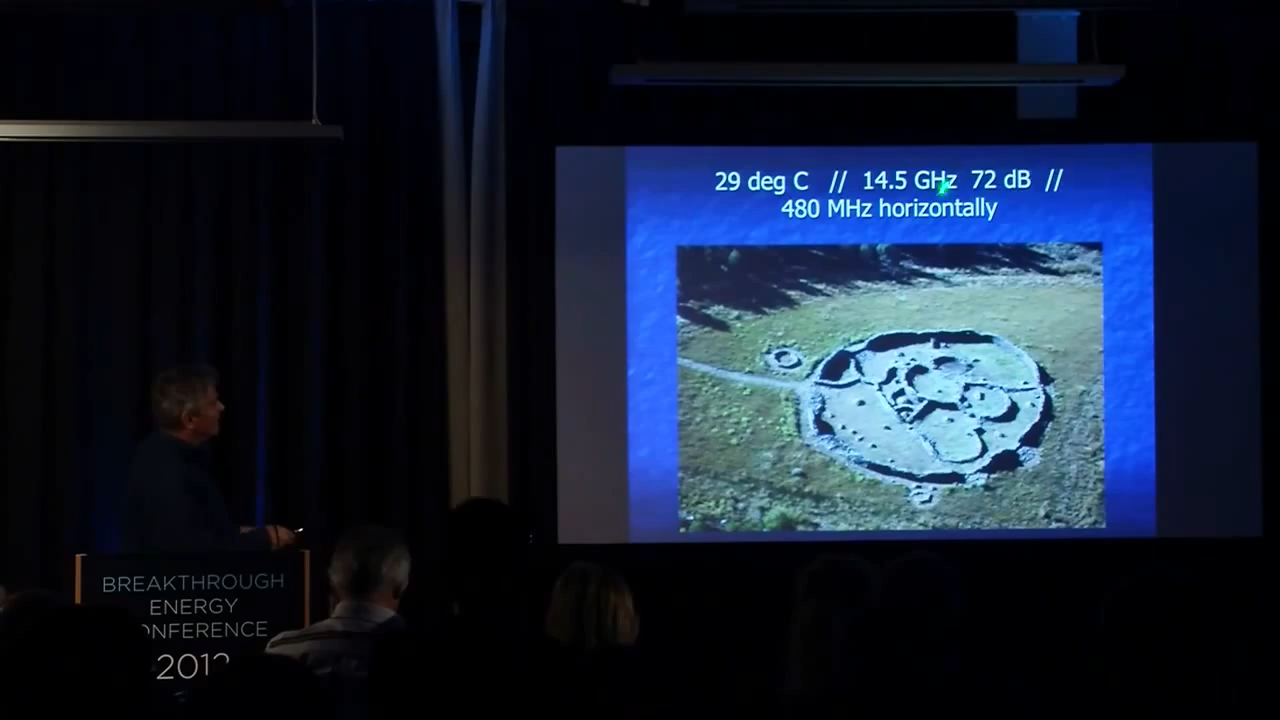 29 deg C // 14.5 GHz 72 dB //
480 MHz horizontally
BREAKTHROUGH
ENERGY
ONFERENCE